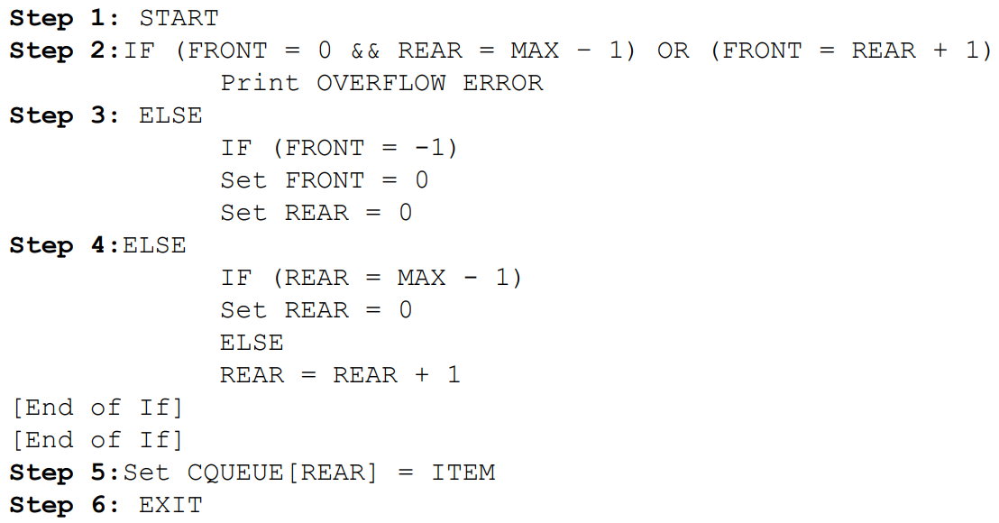 Step 1: START
Step 2:IF (FRONT = 0 && REAR = MAX – 1) OR (FRONT = REAR + 1)
Print OVERFLOW ERROR
Step 3: ELSE
IF (FRONT = -1)
Set FRONT = 0
Set REAR = 0
Step 4:ELSE
IF (REAR = MAX - 1)
Set REAR = 0
ELSE
REAR = REAR + 1
[End of If]
[End of If]
Step 5:Set CQUEUE[REAR] = ITEM
Step 6: EXIT